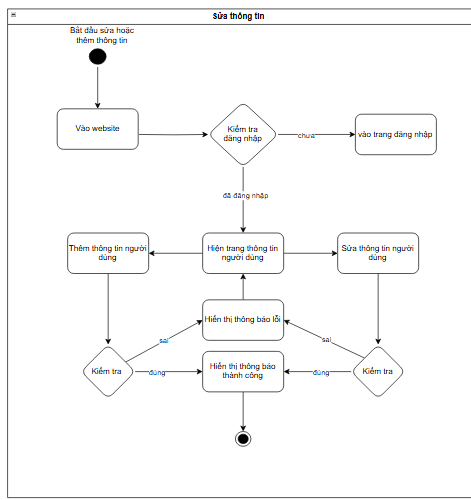 Sửa thông tin
Bắt đầu sửa hoặc
thêm thông tin
Vào website
Kiểm tra
đăng nhập
chưa
vào trang đăng nhập
đã đăng nhập
Thêm thông tin người
dùng
Hiện trang thông tin
người dùng
Sửa thông tin người
dùng
Hiển thị thông báo lỗi
sai
sai
Kiểm tra
đúng
Hiển thị thông báo
thành công
đúng
Kiểm tra